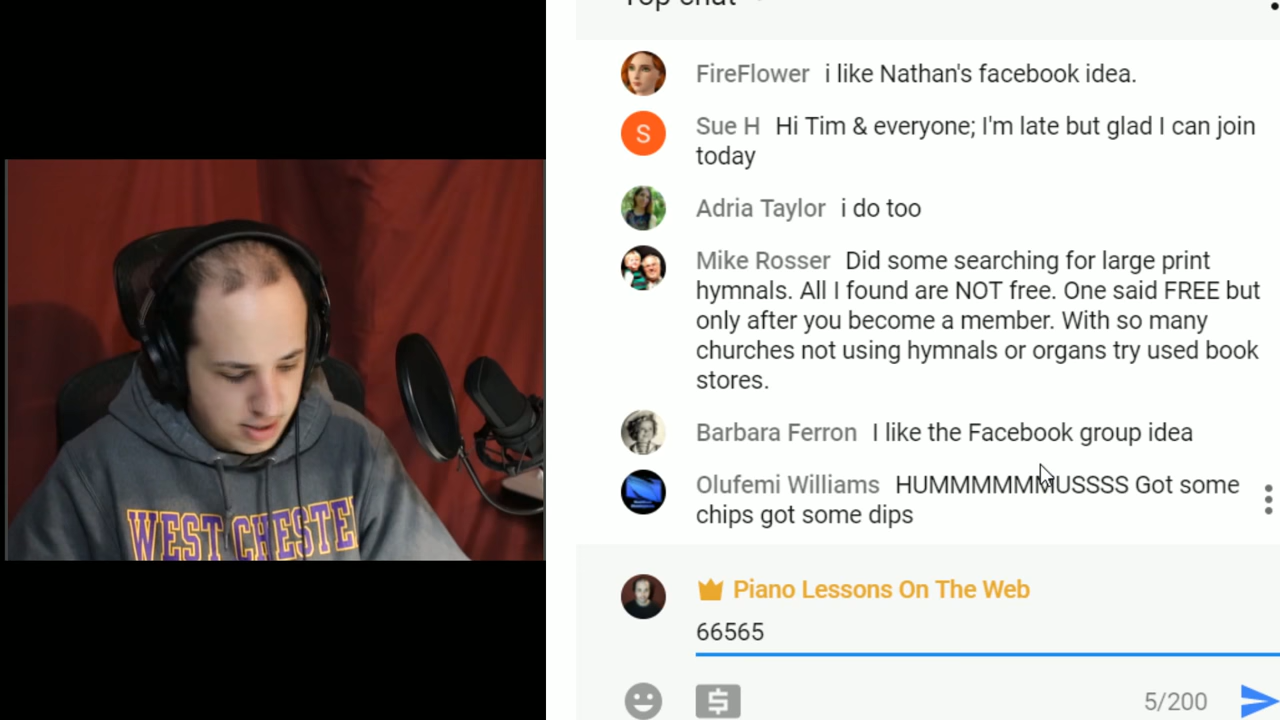 Top chat
FireFlower i like Nathan's facebook idea.
Sue H Hi Tim & everyone; I'm late but glad I can join
today
S
Adria Taylor i do too
Mike Rosser Did some searching for large print
hymnals. All I found are NOT free. One said FREE but
only after you become a member. With so many
churches not using hymnals or organs try used book
stores.
Barbara Ferron I like the Facebook group idea
Olufemi Williams HUMMMMMMUSSSS Got some
chips got some dips
WEST CHESTE
Piano Lessons On The Web
66565
5/200